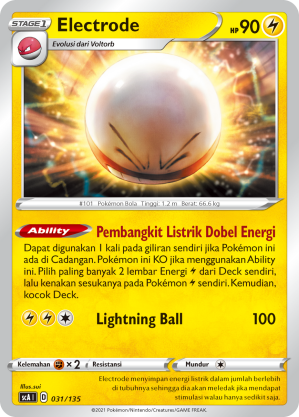 STAGE 1
Electrode
HP 90
Evolusi dari Voltorb
#101 Pokémon Bola Tinggi: 1.2 m Berat: 66.6 kg
Ability Pembangkit Listrik Dobel Energi
Dapat digunakan 1 kali pada giliran sendiri jika Pokémon ini
ada di Cadangan. Pokémon ini KO jika menggunakan Ability
ini. Pilih paling banyak 2 lembar Energi dari Deck sendiri,
lalu kenakan sesukanya pada Pokémon sendiri. Kemudian,
kocok Deck.
Lightning Ball 100
Kelemahan × 2 Resistansi Mundur
Illus. sui
Electrode menyimpan energi listrik dalam jumlah berlebih
di tubuhnya sehingga dia akan meledak jika mendapat
stimulasi walau hanya sedikit saja.
D 031/135
©2021 Pokémon/Nintendo/Creatures/GAME FREAK.